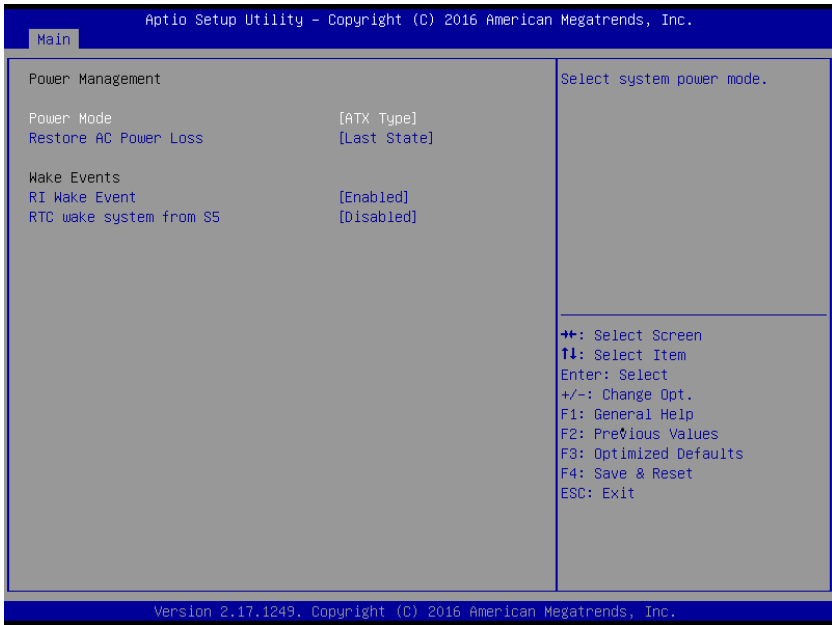 Aptio Setup Utility – Copyright (C) 2016 American Megatrends, Inc.
Main
Power Management
Power Mode [ATX Type]
Restore AC Power Loss [Last State]
Wake Events
RI Wake Event [Enabled]
RTC wake system from S5 [Disabled]
Select system power mode.
→←: Select Screen
↑↓: Select Item
Enter: Select
+/-: Change Opt.
F1: General Help
F2: Previous Values
F3: Optimized Defaults
F4: Save & Reset
ESC: Exit
Version 2.17.1249. Copyright (C) 2016 American Megatrends, Inc.